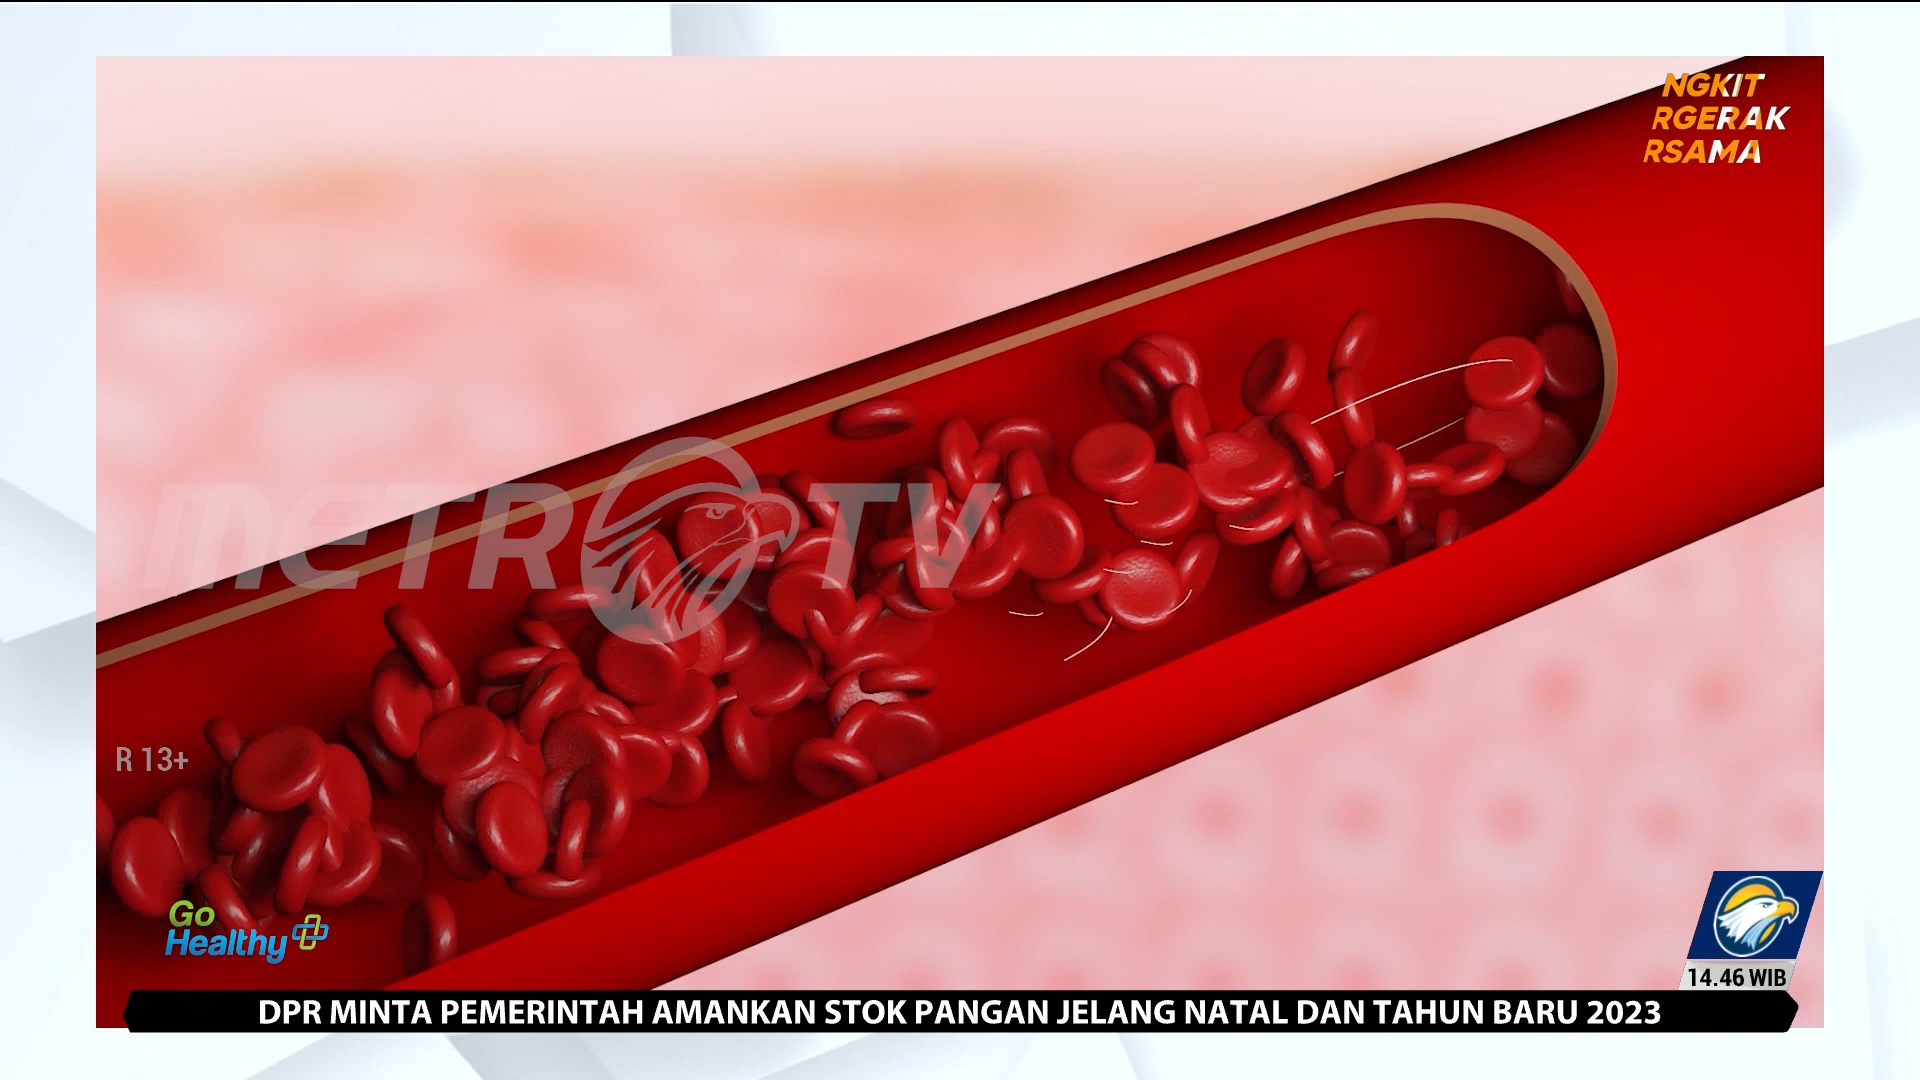 NGKIT
RGERAK
RSAMA
METRO TV
R 13+
Go
Healthy
14.46 WIB
DPR MINTA PEMERINTAH AMANKAN STOK PANGAN JELANG NATAL DAN TAHUN BARU 2023